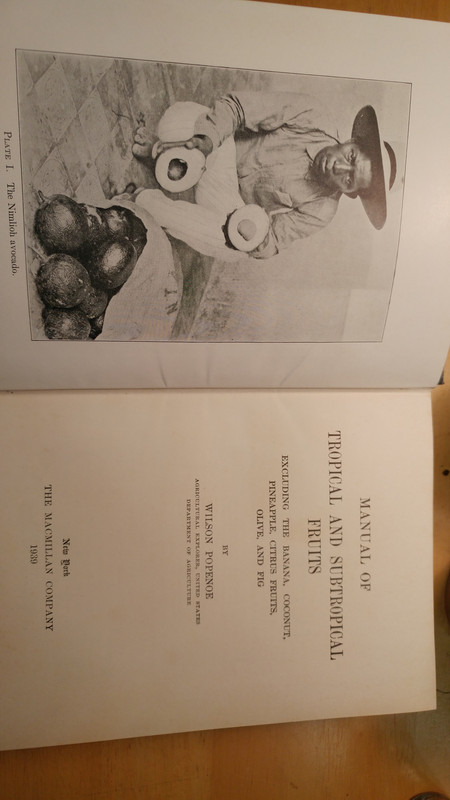 PLATE I. The Nimlioh avocado.
MANUAL OF
TROPICAL AND SUBTROPICAL
FRUITS
EXCLUDING THE BANANA, COCONUT,
PINEAPPLE, CITRUS FRUITS,
OLIVE, AND FIG
BY
WILSON POPENOE
AGRICULTURAL EXPLORER, UNITED STATES
DEPARTMENT OF AGRICULTURE
New York
THE MACMILLAN COMPANY
1939